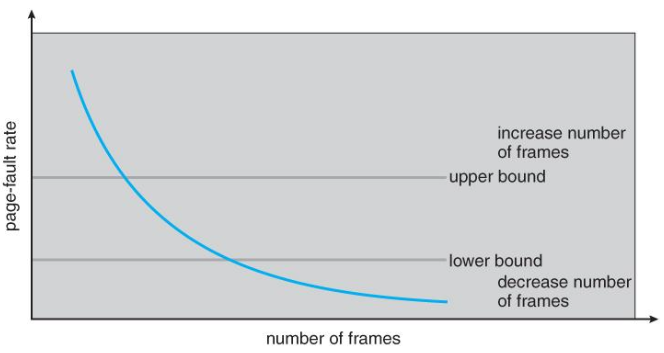 page-fault rate
increase number
of frames
upper bound
lower bound
decrease number
of frames
number of frames